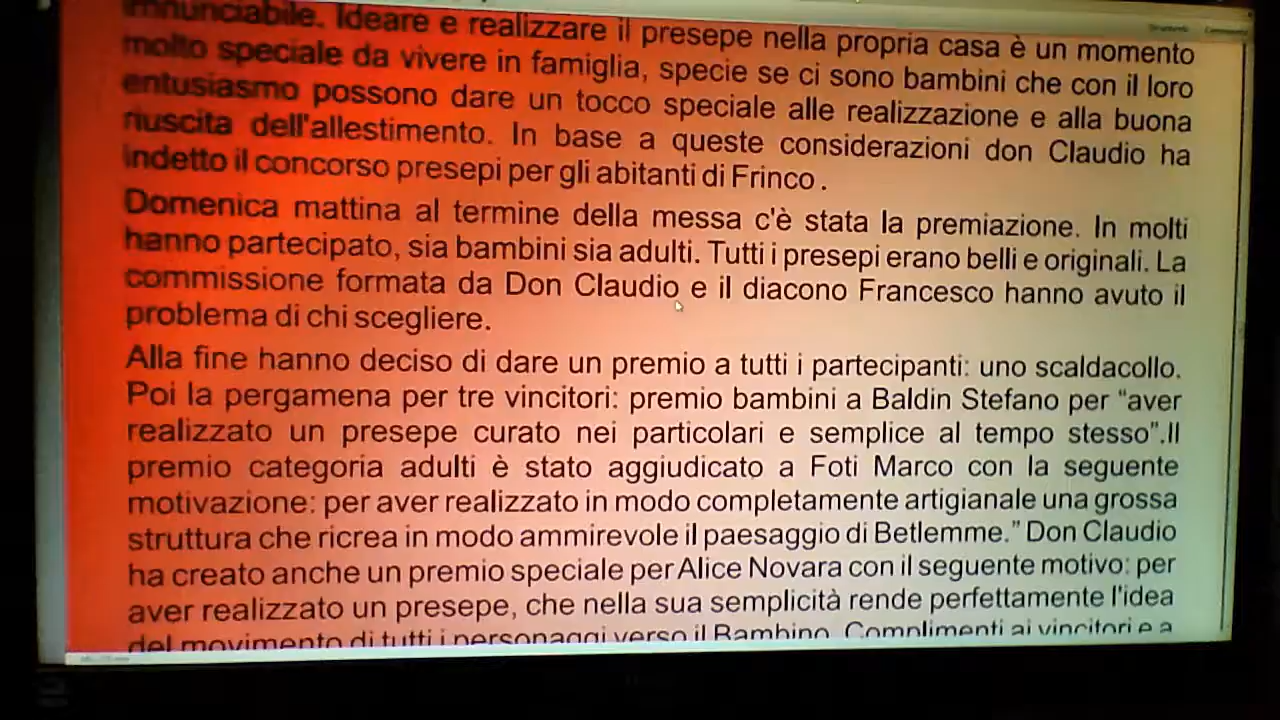 irrinunciabile. Ideare e realizzare il presepe nella propria casa è un momento
molto speciale da vivere in famiglia, specie se ci sono bambini che con il loro
entusiasmo possono dare un tocco speciale alle realizzazione e alla buona
riuscita dell'allestimento. In base a queste considerazioni don Claudio ha
indetto il concorso presepi per gli abitanti di Frinco .
Domenica mattina al termine della messa c'è stata la premiazione. In molti
hanno partecipato, sia bambini sia adulti. Tutti i presepi erano belli e originali. La
commissione formata da Don Claudio e il diacono Francesco hanno avuto il
problema di chi scegliere.
Alla fine hanno deciso di dare un premio a tutti i partecipanti: uno scaldacollo.
Poi la pergamena per tre vincitori: premio bambini a Baldin Stefano per “aver
realizzato un presepe curato nei particolari e semplice al tempo stesso”.Il
premio categoria adulti è stato aggiudicato a Foti Marco con la seguente
motivazione: per aver realizzato in modo completamente artigianale una grossa
struttura che ricrea in modo ammirevole il paesaggio di Betlemme.” Don Claudio
ha creato anche un premio speciale per Alice Novara con il seguente motivo: per
aver realizzato un presepe, che nella sua semplicità rende perfettamente l'idea
del movimento di tutti i personaggi verso il Bambino. Complimenti ai vincitori e a